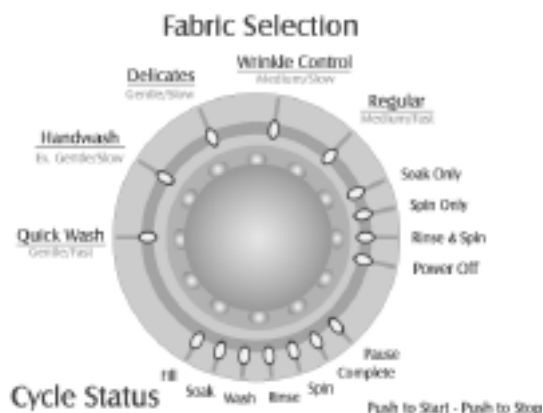 Fabric Selection
Wrinkle Control
Medium/Slow
Delicates
Gentle/Slow
Regular
Medium/Fast
Handwash
Ex. Gentle/Slow
Soak Only
Spin Only
Quick Wash
Gentle/Fast
Rinse & Spin
Power Off
Fill
Soak
Wash
Rinse
Spin
Complete
Pause
Cycle Status
Push to Start - Push to Stop